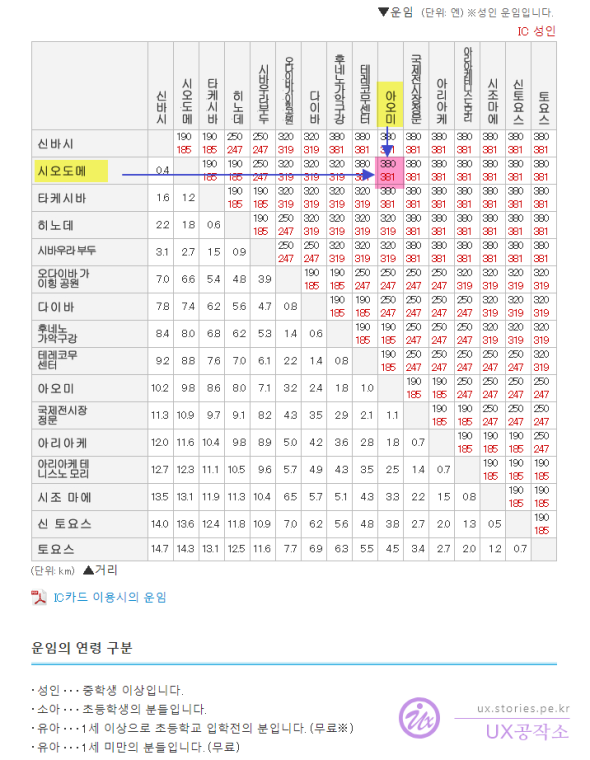 ▼운임 (단위: 엔) ※성인 운임입니다.
IC 성인
신바시 시오도메 타케시바 히노데 시바우라부두 오다이바가이힝공원 다이바 후네노가악구강 테레코무센터 아오미 국제전시장정문 아리아케 아리아케테니스노모리 시조마에 신토요스 토요스
190 190 250 250 320 320 380 380 380 380 380 380 380 380 380
신바시 185 185 247 247 319 319 381 381 381 381 381 381 381 381 381
190 190 250 320 320 320 380 380 380 380 380 380 380 380
시오도메 0.4 185 185 247 319 319 319 381 381 381 381 381 381 381 381
190 190 320 320 320 320 380 380 380 380 380 380 380
타케시바 1.6 1.2 185 185 319 319 319 319 381 381 381 381 381 381 381
190 250 320 320 320 320 380 380 380 380 380 380
히노데 2.2 1.8 0.6 185 247 319 319 319 319 381 381 381 381 381 381
250 250 320 320 320 380 380 380 380 380 380
시바우라 부두 3.1 2.7 1.5 0.9 247 247 319 319 319 381 381 381 381 381 381
190 190 250 250 250 250 320 320 320 320
오다이바 가
이힝 공원 7.0 6.6 5.4 4.8 3.9 185 185 247 247 247 247 319 319 319 319
190 190 250 250 250 250 320 320 320
다이바 7.8 7.4 6.2 5.6 4.7 0.8 185 185 247 247 247 247 319 319 319
190 190 250 250 250 320 320 320
후네노
가악구강 8.4 8.0 6.8 6.2 5.3 1.4 0.6 185 185 247 247 247 319 319 319
190 250 250 250 250 250 320
테레코무
센터 9.2 8.8 7.6 7.0 6.1 2.2 1.4 0.8 185 247 247 247 247 247 319
190 190 250 250 250 250
아오미 10.2 9.8 8.6 8.0 7.1 3.2 2.4 1.8 1.0 185 185 247 247 247 247
190 190 250 250 250
국제전시장
정문 11.3 10.9 9.7 9.1 8.2 4.3 3.5 2.9 2.1 1.1 185 185 247 247 247
190 190 190 250
아리아케 12.0 11.6 10.4 9.8 8.9 5.0 4.2 3.6 2.8 1.8 0.7 185 185 185 247
190 190 190
아리아케 테
니스노 모리 12.7 12.3 11.1 10.5 9.6 5.7 4.9 4.3 3.5 2.5 1.4 0.7 185 185 185
190 190
시조 마에 13.5 13.1 11.9 11.3 10.4 6.5 5.7 5.1 4.3 3.3 2.2 1.5 0.8 185 185
190
신 토요스 14.0 13.6 12.4 11.8 10.9 7.0 6.2 5.6 4.8 3.8 2.7 2.0 1.3 0.5 185
토요스 14.7 14.3 13.1 12.5 11.6 7.7 6.9 6.3 5.5 4.5 3.4 2.7 2.0 1.2 0.7
(단위: km) ▲거리
IC카드 이용시의 운임
운임의 연령 구분
· 성인 · · · 중학생 이상입니다.
· 소아 · · · 초등학생의 분들입니다.
· 유아 · · · 1세 이상으로 초등학교 입학전의 분입니다. (무료※)
· 유아 · · · 1세 미만의 분들입니다. (무료)
ux.stories.pe.kr
UX공작소